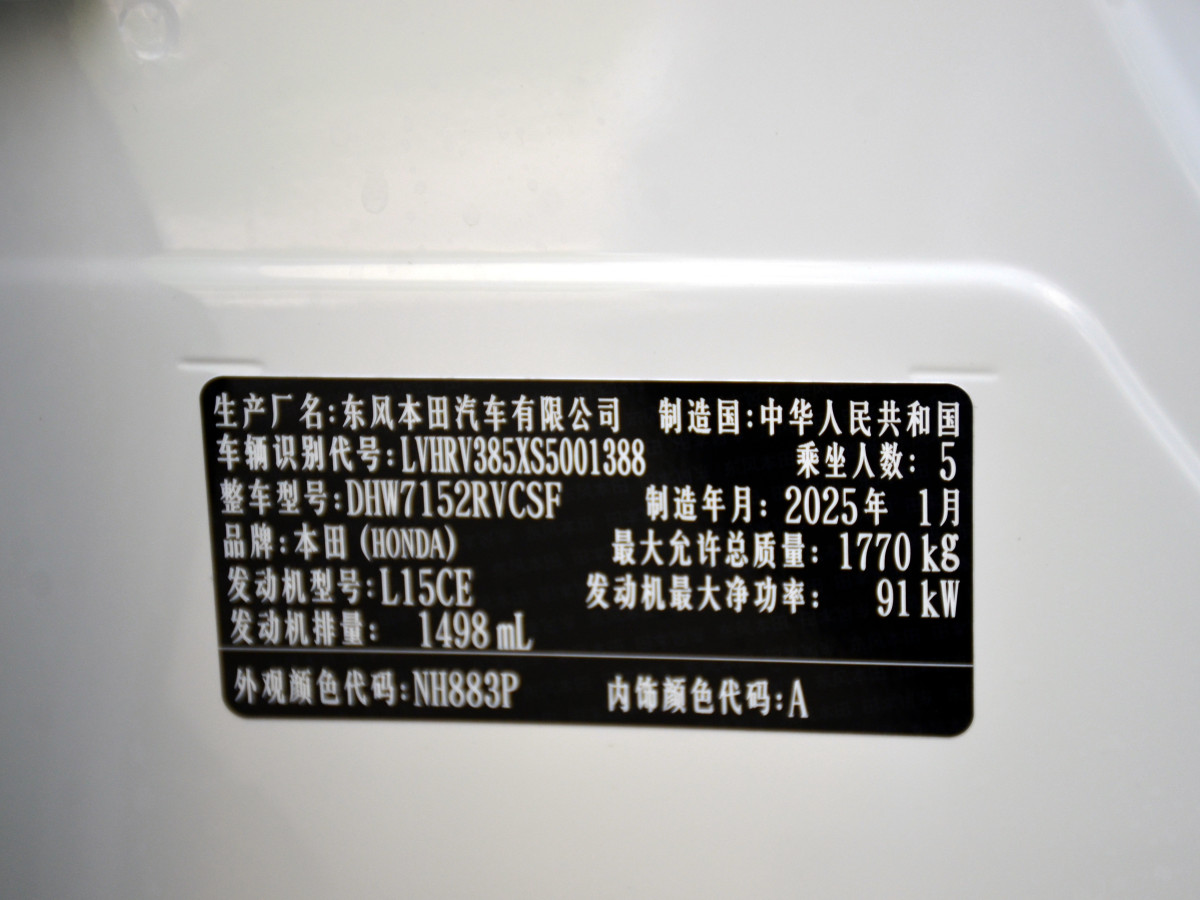 生产厂名:东风本田汽车有限公司 制造国:中华人民共和国
车辆识别代号:LVHRV385XS5001388 乘坐人数: 5
整车型号:DHW7152RVCSF 制造年月: 2025年 1月
品牌:本田 (HONDA) 最大允许总质量: 1770 kg
发动机型号:L15CE 发动机最大净功率: 91 kW
发动机排量: 1498 mL
外观颜色代码:NH883P 内饰颜色代码:A